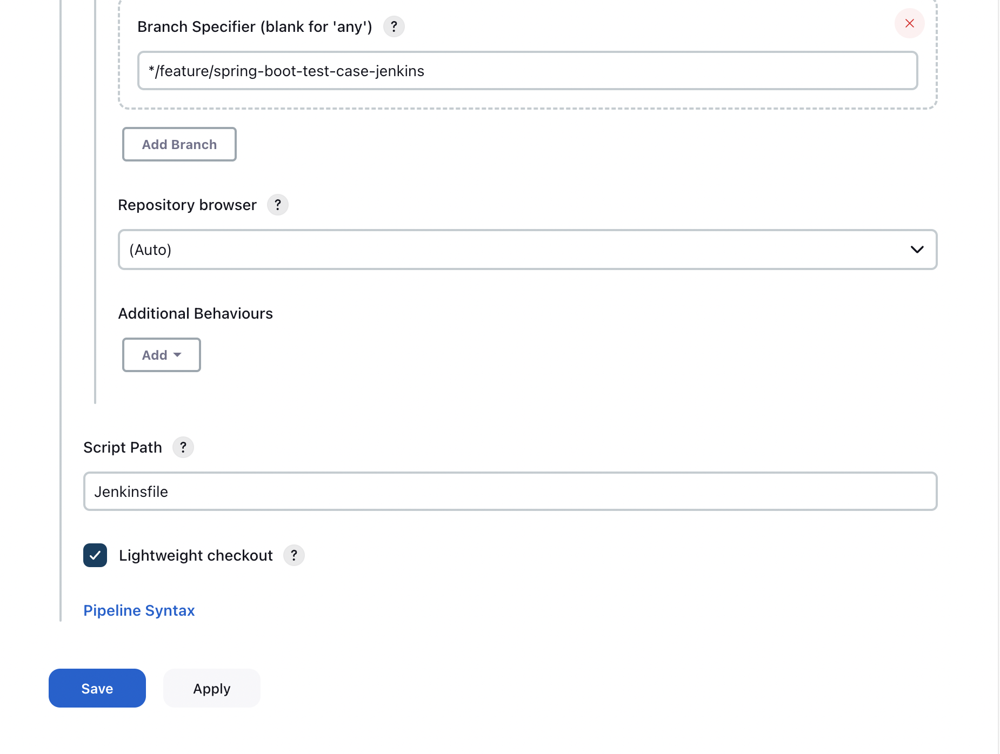 Branch Specifier (blank for 'any') ?
*/feature/spring-boot-test-case-jenkins
Add Branch
Repository browser ?
(Auto)
Additional Behaviours
Add
Script Path ?
Jenkinsfile
Lightweight checkout ?
Pipeline Syntax
Save Apply